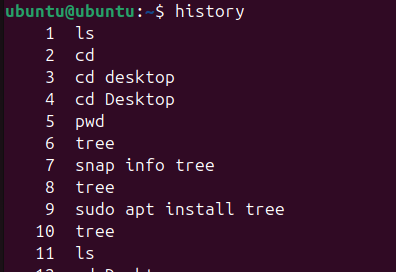 ubuntu@ubuntu:~$ history
1 ls
2 cd
3 cd desktop
4 cd Desktop
5 pwd
6 tree
7 snap info tree
8 tree
9 sudo apt install tree
10 tree
11 ls